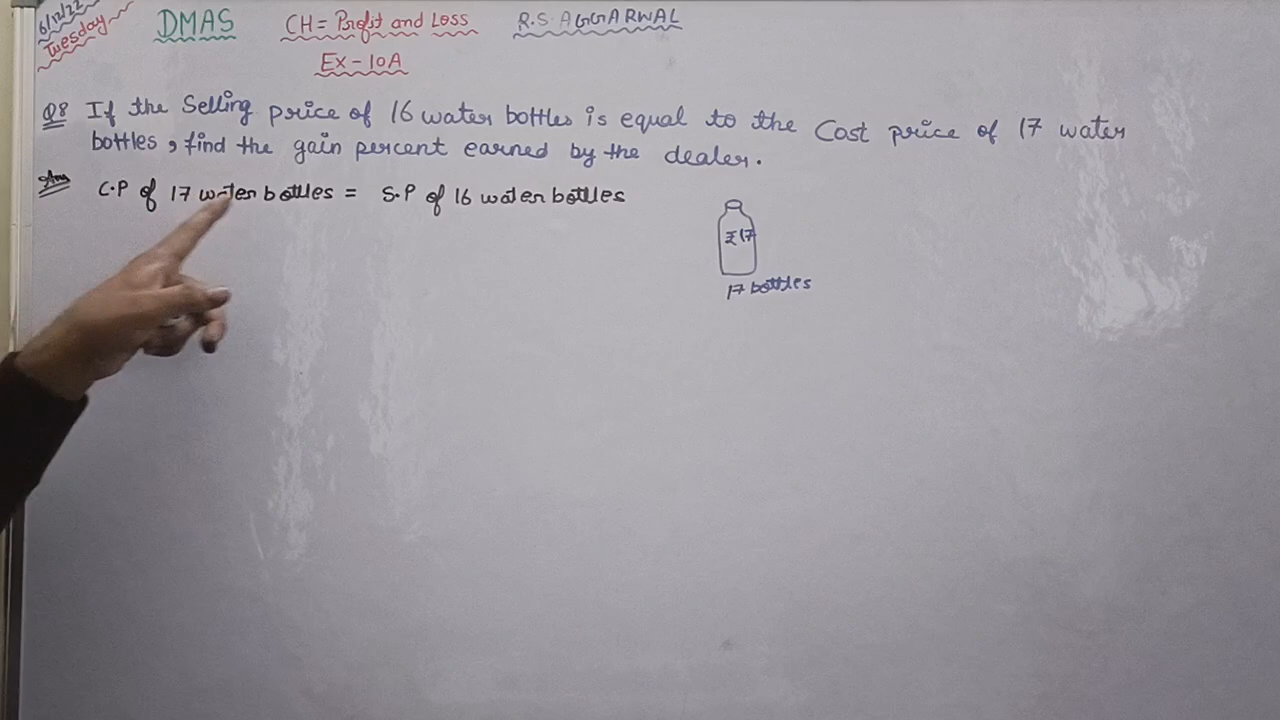 6/12/22
Tuesday
DMAS
CH = Profit and Loss
R.S. AGGARWAL
Ex - 10A
Q8 If the Selling price of 16 water bottles is equal to the Cost price of 17 water
bottles, find the gain percent earned by the dealer.
Ans C.P of 17 water bottles = S.P of 16 water bottles
₹ 17
17 bottles